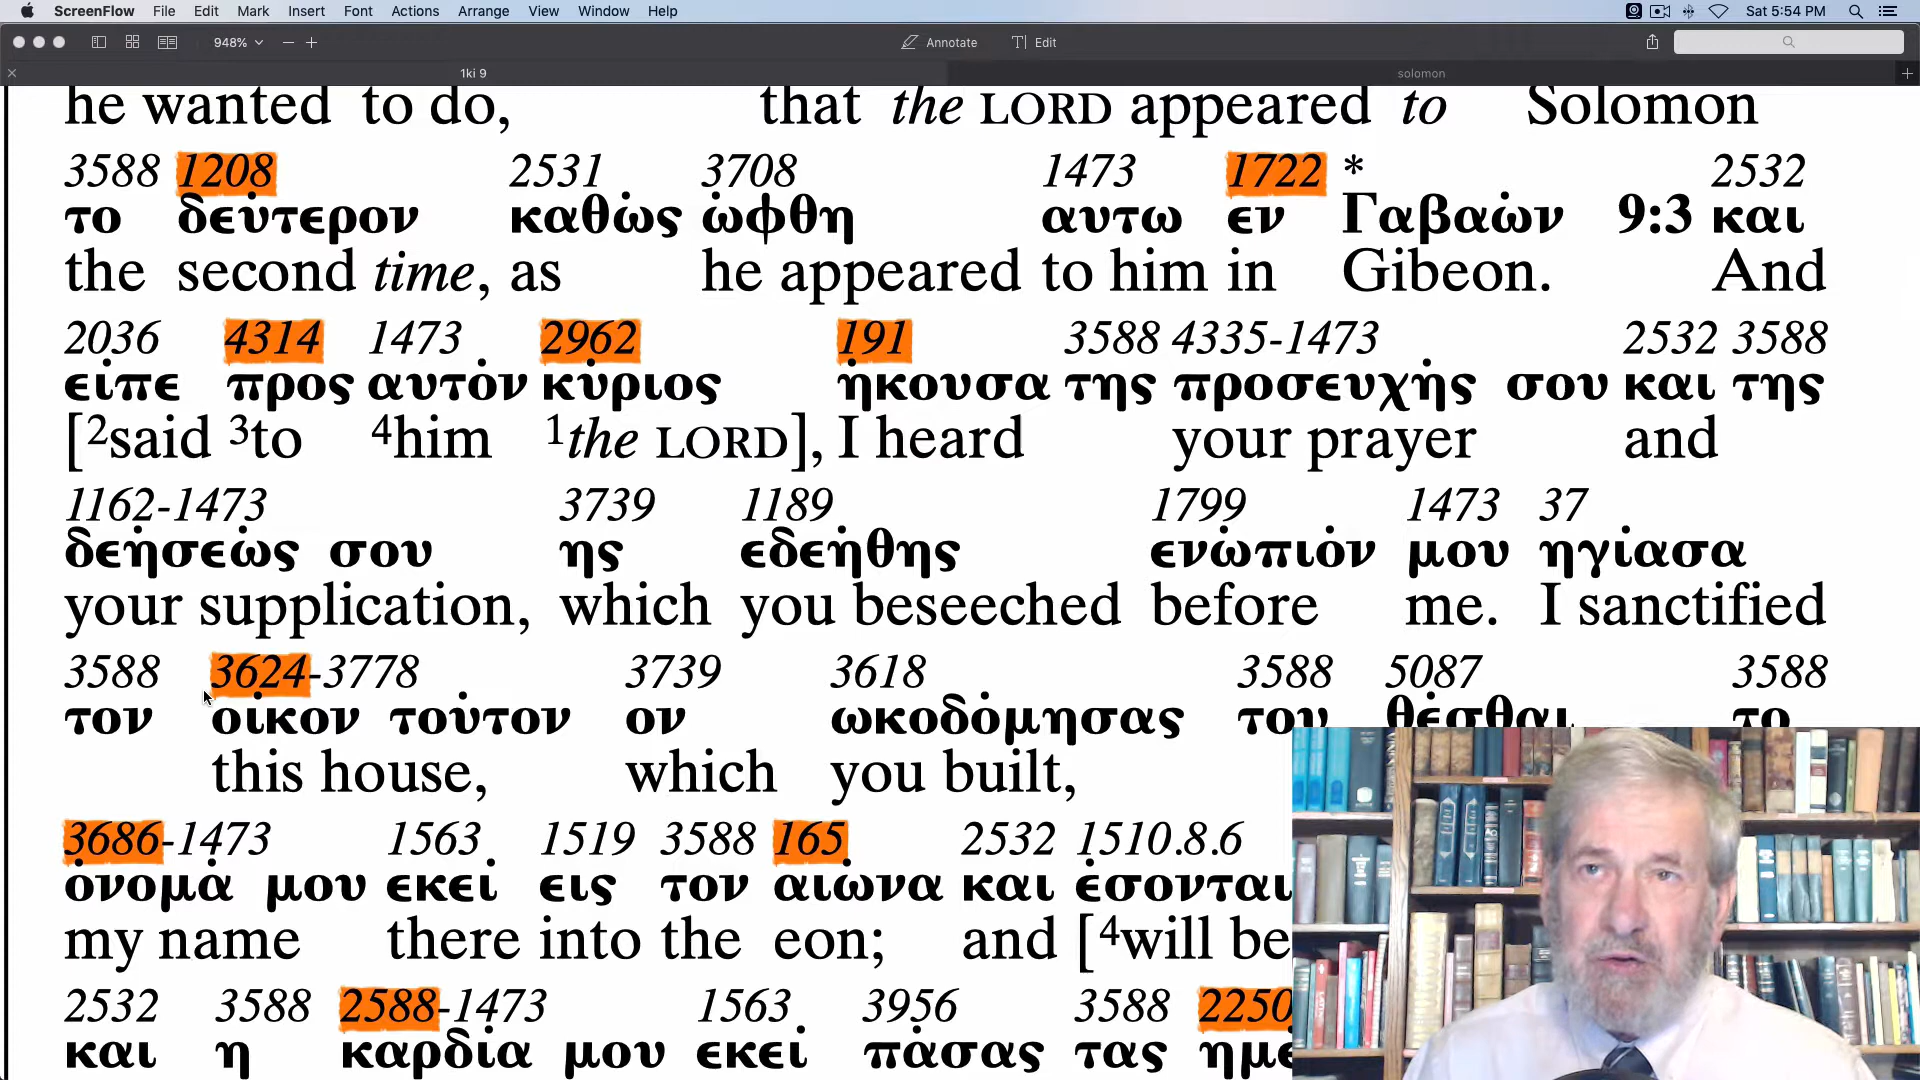 ScreenFlow File Edit Mark Insert Font Actions Arrange View Window Help Sat 5:54 PM
948% Annotate Edit
1ki 9 solomon
he wanted to do, that the LORD appeared to Solomon
3588 1208 2531 3708 1473 1722 * 2532
το δεύτερον καθώς ώφθη αυτω εν Γαβαών 9:3 και
the second time, as he appeared to him in Gibeon. And
2036 4314 1473 2962 191 3588 4335-1473 2532 3588
είπε προς αυτόν κύριος ήκουσα της προσευχής σου και της
[²said ³to ⁴him ¹the LORD], I heard your prayer and
1162-1473 3739 1189 1799 1473 37
δεήσεώς σου ης εδεήθης ενώπιόν μου ηγίασα
your supplication, which you beseeched before me. I sanctified
3588 3624-3778 3739 3618 3588 5087 3588
τον οίκον τούτον ον ωκοδόμησας του θέσθαι το
this house, which you built,
3686-1473 1563 1519 3588 165 2532 1510.8.6
όνομά μου εκεί εις τον αιώνα και έσονται
my name there into the eon; and [⁴will be
2532 3588 2588-1473 1563 3956 3588 2250
και η καρδία μου εκεί πάσας τας